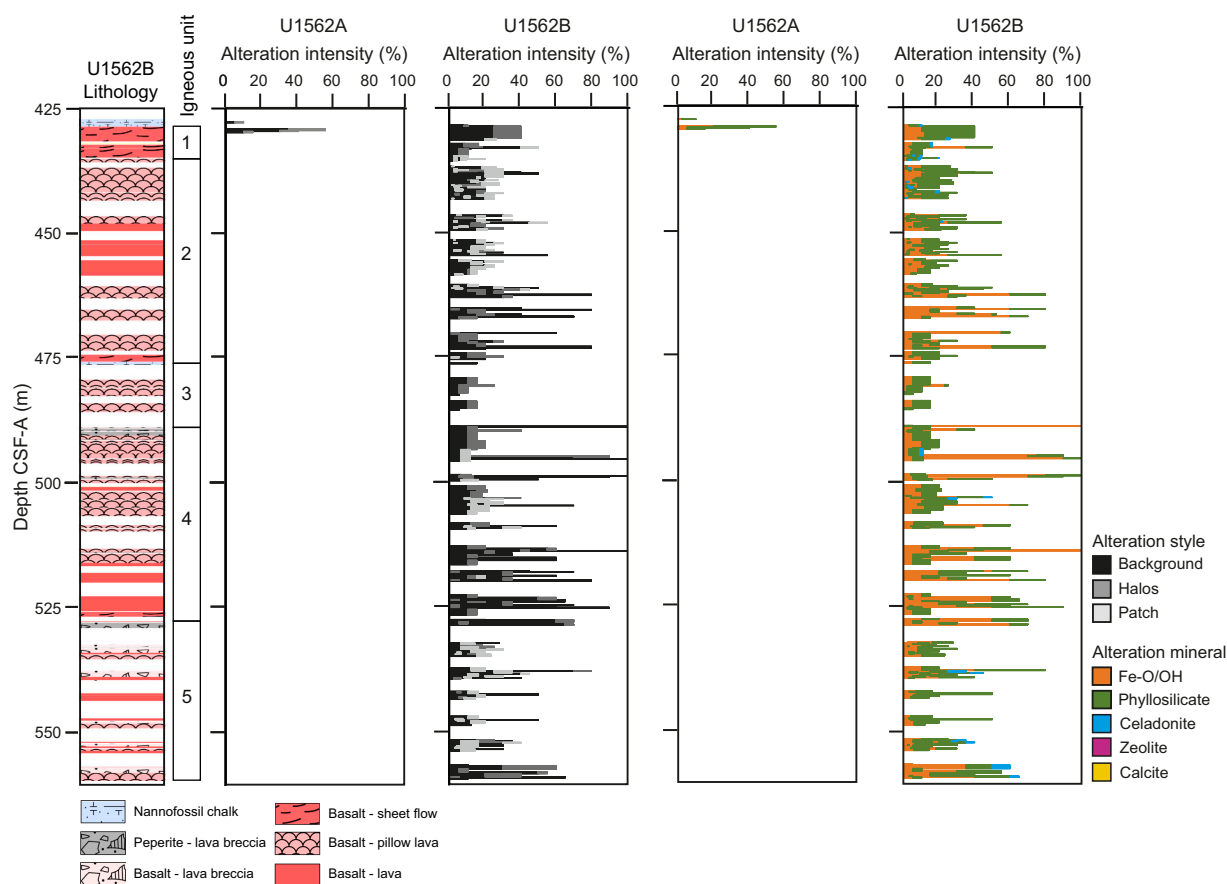 U1562A
U1562B
U1562A
U1562B
U1562B
Lithology
Igneous unit
Alteration intensity (%)
Alteration intensity (%)
Alteration intensity (%)
Alteration intensity (%)
0 20 40 60 80 100
0 20 40 60 80 100
0 20 40 60 80 100
0 20 40 60 80 100
Depth CSF-A (m)
425
450
475
500
525
550
1
2
3
4
5
Alteration style
Background
Halos
Patch
Alteration mineral
Fe-O/OH
Phyllosilicate
Celadonite
Zeolite
Calcite
Nannofossil chalk
Peperite - lava breccia
Basalt - lava breccia
Basalt - sheet flow
Basalt - pillow lava
Basalt - lava